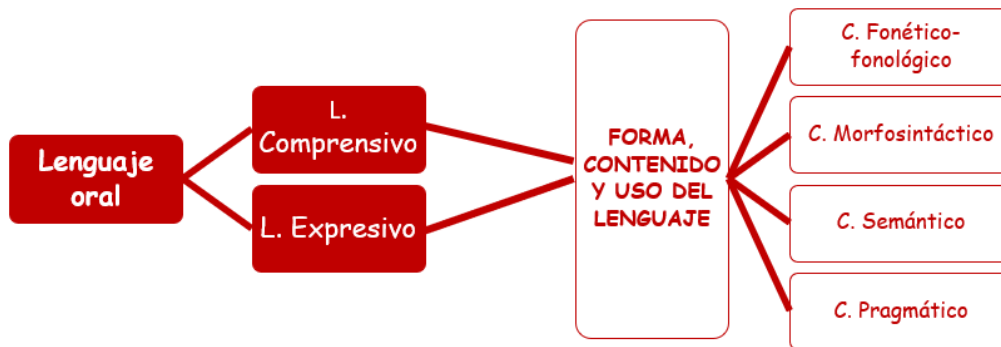 Lenguaje
oral
L.
Comprensivo
L. Expresivo
FORMA,
CONTENIDO
Y USO DEL
LENGUAJE
C. Fonético-
fonológico
C. Morfosintáctico
C. Semántico
C. Pragmático